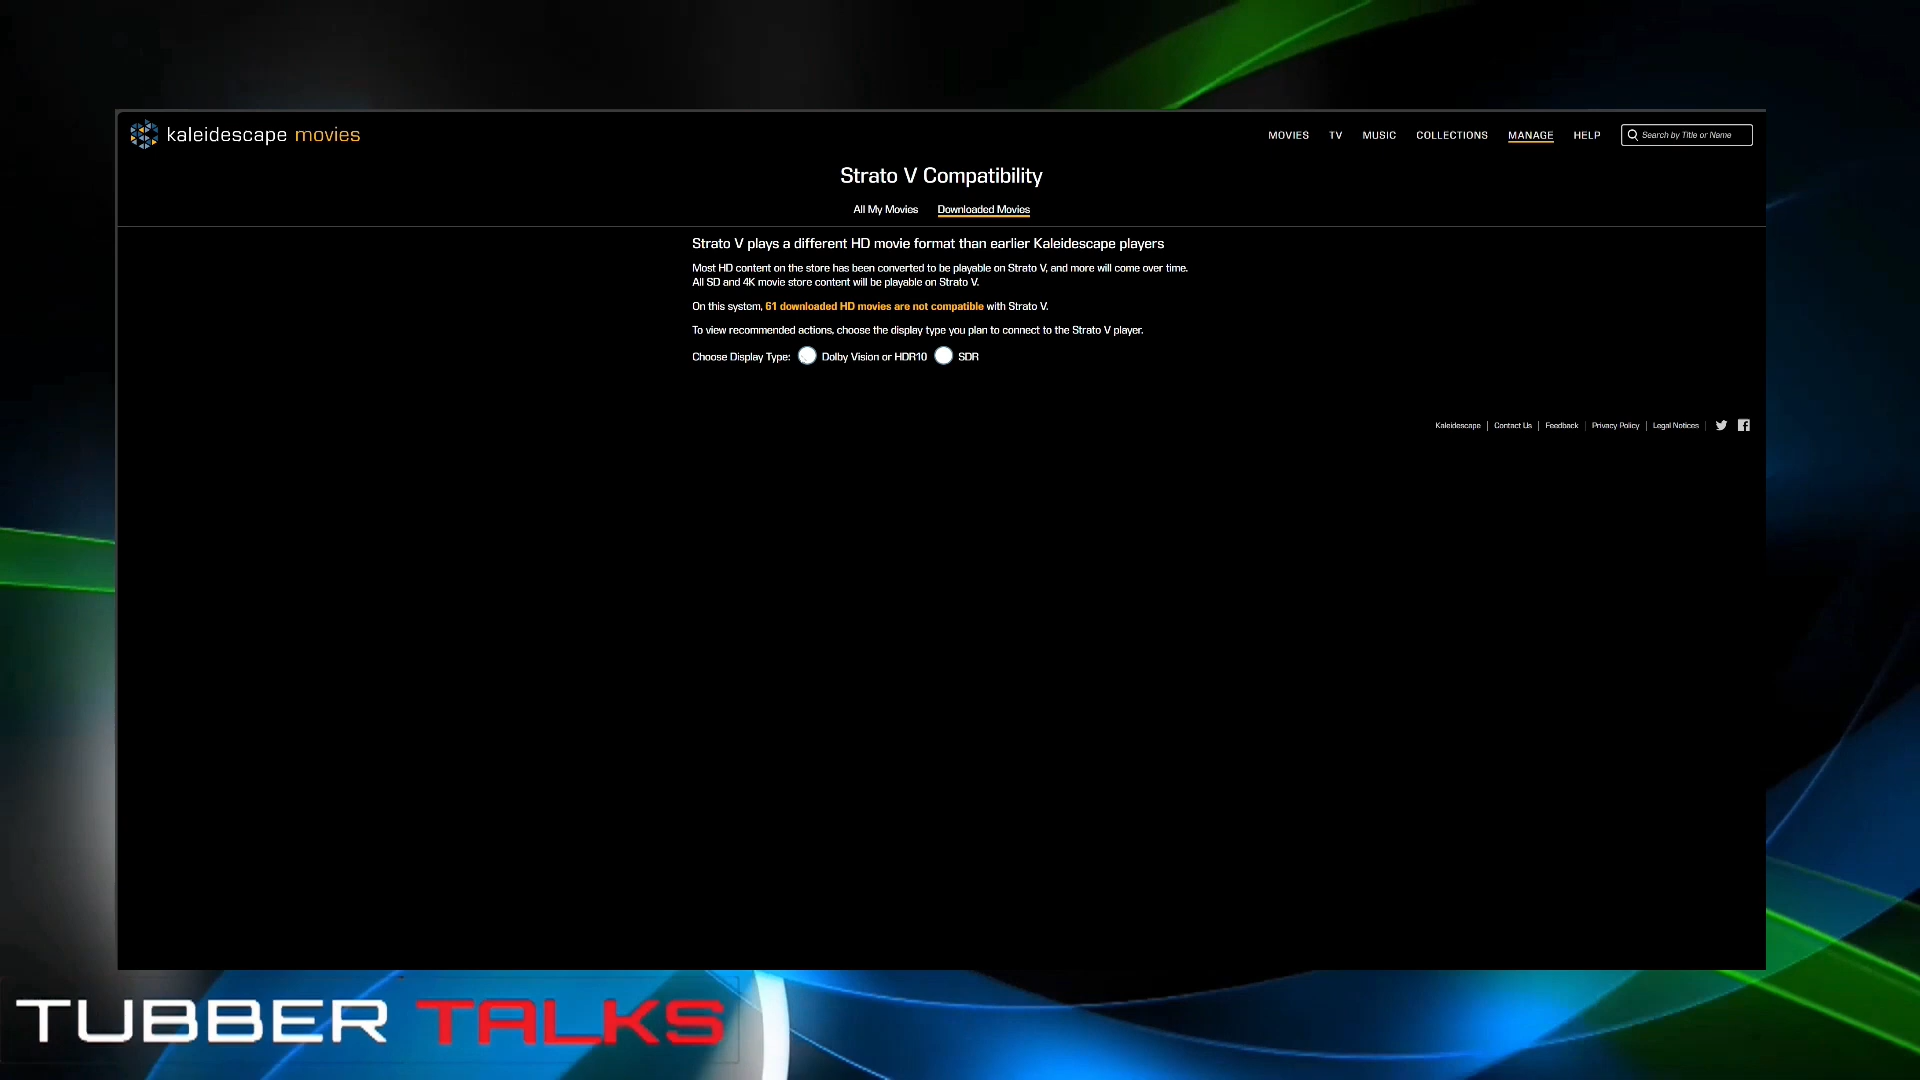 kaleidescape movies
MOVIES TV MUSIC COLLECTIONS MANAGE HELP Search by Title or Name
Strato V Compatibility
All My Movies Downloaded Movies
Strato V plays a different HD movie format than earlier Kaleidescape players
Most HD content on the store has been converted to be playable on Strato V, and more will come over time.
All SD and 4K movie store content will be playable on Strato V.
On this system, 61 downloaded HD movies are not compatible with Strato V.
To view recommended actions, choose the display type you plan to connect to the Strato V player.
Choose Display Type: Dolby Vision or HDR10 SDR
Kaleidescape | Contact Us | Feedback | Privacy Policy | Legal Notices |
TUBBER TALKS